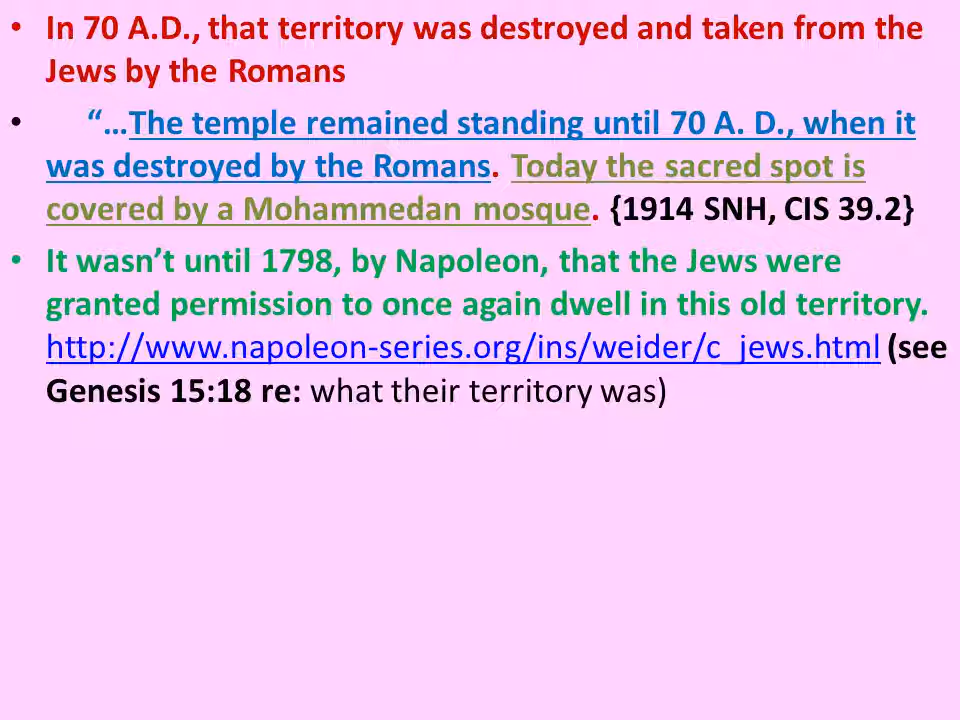 • In 70 A.D., that territory was destroyed and taken from the
Jews by the Romans
• “…The temple remained standing until 70 A. D., when it
was destroyed by the Romans. Today the sacred spot is
covered by a Mohammedan mosque. {1914 SNH, CIS 39.2}
• It wasn’t until 1798, by Napoleon, that the Jews were
granted permission to once again dwell in this old territory.
http://www.napoleon-series.org/ins/weider/c_jews.html (see
Genesis 15:18 re: what their territory was)